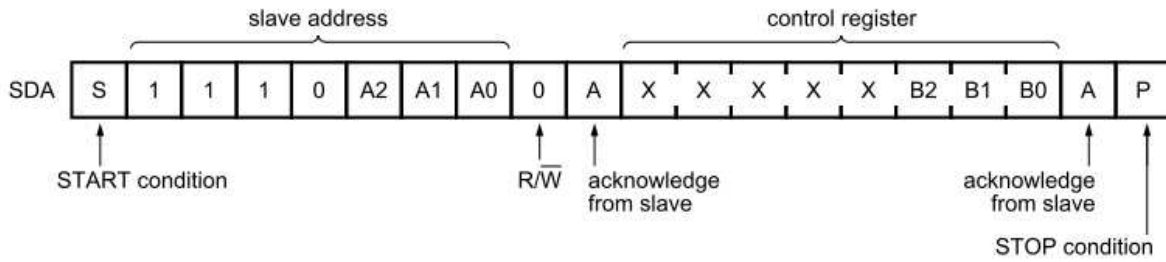 slave address control register
SDA S 1 1 1 0 A2 A1 A0 0 A X X X X X B2 B1 B0 A P
START condition R/W̅ acknowledge from slave acknowledge from slave
STOP condition